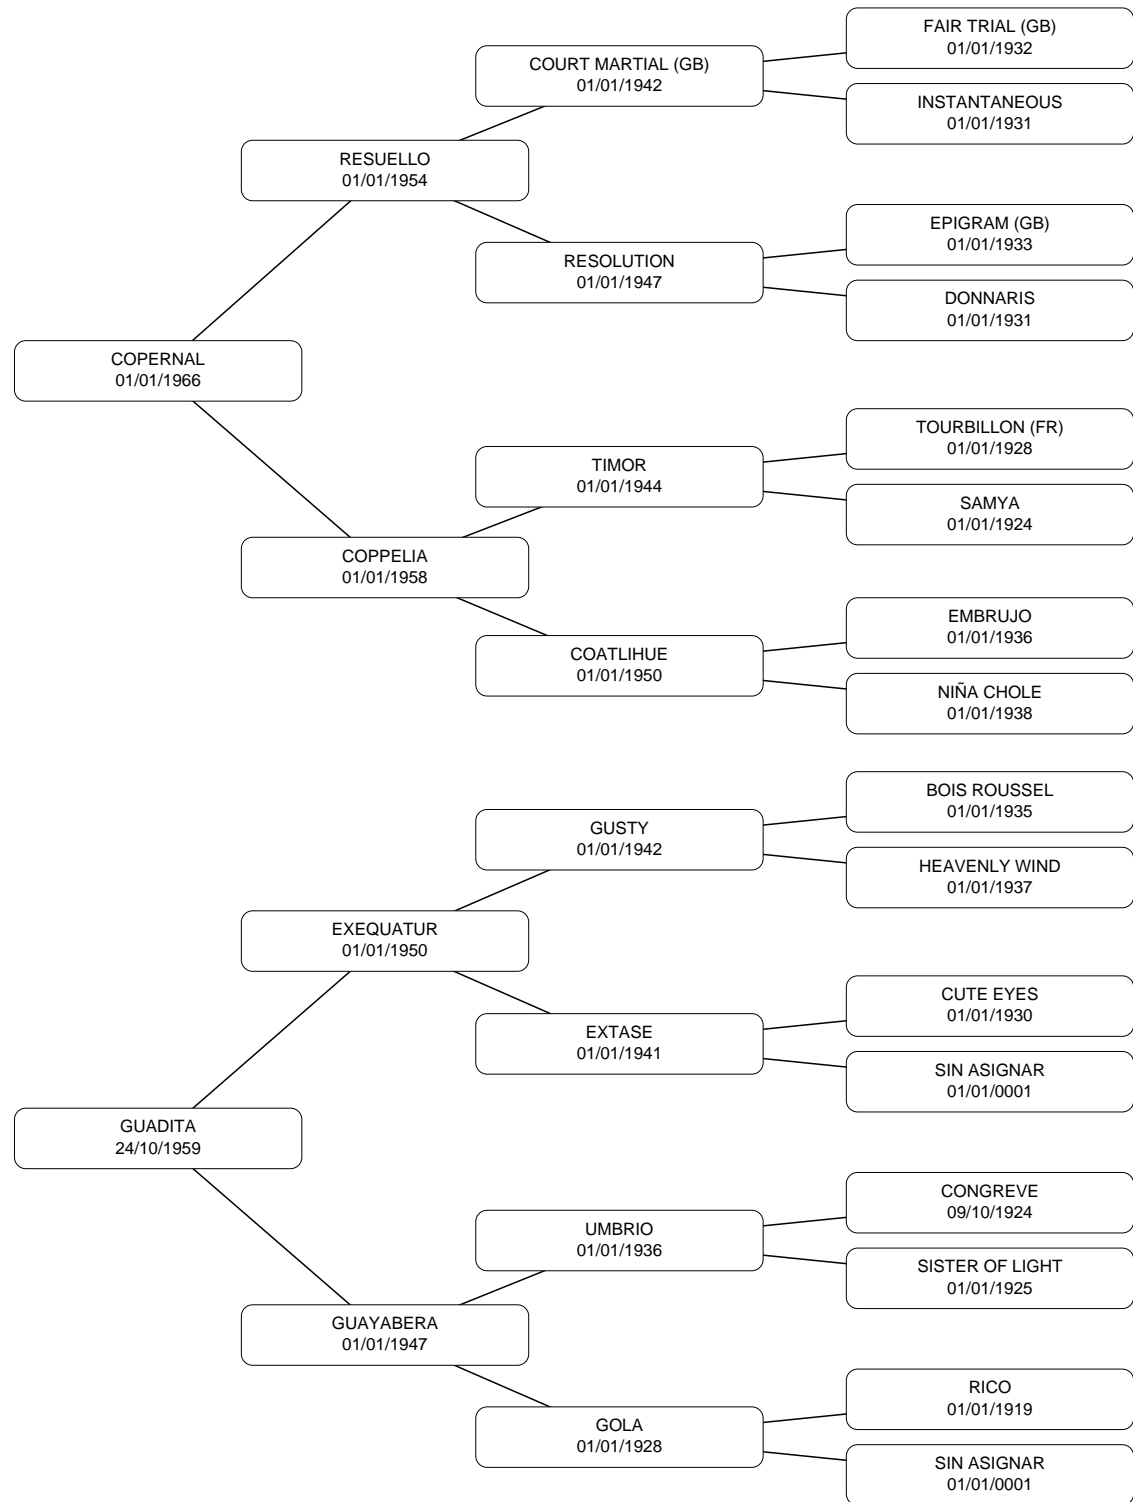 FAIR TRIAL (GB)
01/01/1932
COURT MARTIAL (GB)
01/01/1942
INSTANTANEOUS
01/01/1931
RESUELLO
01/01/1954
EPIGRAM (GB)
01/01/1933
RESOLUTION
01/01/1947
DONNARIS
01/01/1931
COPERNAL
01/01/1966
TOURBILLON (FR)
01/01/1928
TIMOR
01/01/1944
SAMYA
01/01/1924
COPPELIA
01/01/1958
EMBRUJO
01/01/1936
COATLIHUE
01/01/1950
NIÑA CHOLE
01/01/1938
BOIS ROUSSEL
01/01/1935
GUSTY
01/01/1942
HEAVENLY WIND
01/01/1937
EXEQUATUR
01/01/1950
CUTE EYES
01/01/1930
EXTASE
01/01/1941
SIN ASIGNAR
01/01/0001
GUADITA
24/10/1959
CONGREVE
09/10/1924
UMBRIO
01/01/1936
SISTER OF LIGHT
01/01/1925
GUAYABERA
01/01/1947
RICO
01/01/1919
GOLA
01/01/1928
SIN ASIGNAR
01/01/0001